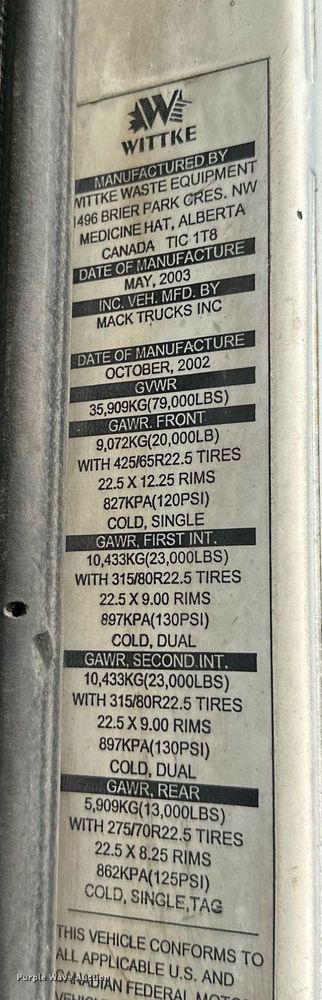 W
WITTKE
MANUFACTURED BY
WITTKE WASTE EQUIPMENT
1496 BRIER PARK CRES. NW
MEDICINE HAT, ALBERTA
CANADA TIC 1T8
DATE OF MANUFACTURE
MAY, 2003
INC. VEH. MFD. BY
MACK TRUCKS INC
DATE OF MANUFACTURE
OCTOBER, 2002
GVWR
35,909KG(79,000LBS)
GAWR. FRONT
9,072KG(20,000LB)
WITH 425/65R22.5 TIRES
22.5 X 12.25 RIMS
827KPA(120PSI)
COLD, SINGLE
GAWR, FIRST INT.
10,433KG(23,000LBS)
WITH 315/80R22.5 TIRES
22.5 X 9.00 RIMS
897KPA(130PSI)
COLD, DUAL
GAWR, SECOND INT.
10,433KG(23,000LBS)
WITH 315/80R22.5 TIRES
22.5 X 9.00 RIMS
897KPA(130PSI)
COLD, DUAL
GAWR, REAR
5,909KG(13,000LBS)
WITH 275/70R22.5 TIRES
22.5 X 8.25 RIMS
862KPA(125PSI)
COLD, SINGLE,TAG
THIS VEHICLE CONFORMS TO
ALL APPLICABLE U.S. AND
FEDERAL
Purple Wave Auction